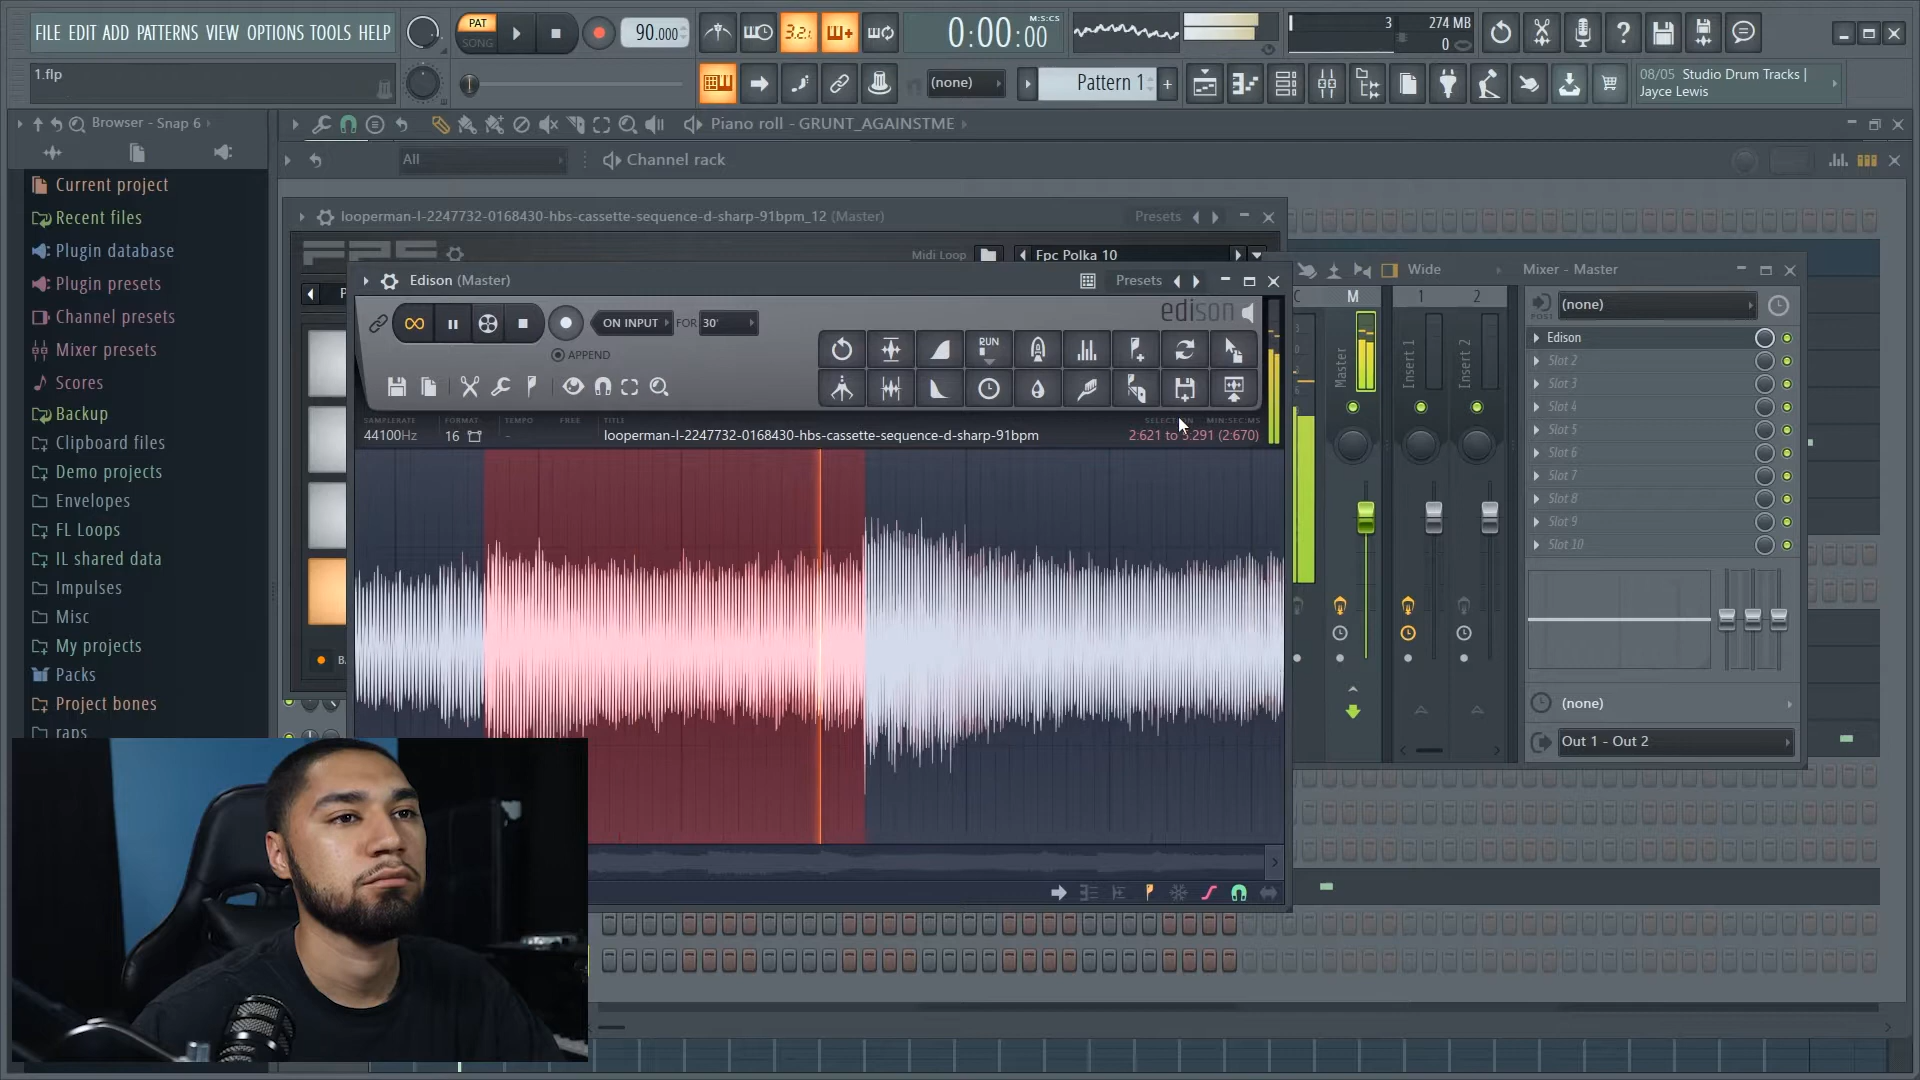 FILE EDIT ADD PATTERNS VIEW OPTIONS TOOLS HELP
PAT
SONG
90.000
3.2.
0:00:00
M:S:CS
3
274 MB
0
1.flp
(none)
Pattern 1
08/05 Studio Drum Tracks |
Jayce Lewis
Browser - Snap 6
Piano roll - GRUNT_AGAINSTME
All
Channel rack
Current project
Recent files
Plugin database
Plugin presets
Channel presets
Mixer presets
Scores
Backup
Clipboard files
Demo projects
Envelopes
FL Loops
IL shared data
Impulses
Misc
My projects
Packs
Project bones
raps
looperman-l-2247732-0168430-hbs-cassette-sequence-d-sharp-91bpm_12 (Master)
Presets
FPC
Midi Loop
Fpc Polka 10
Edison (Master)
Presets
edison
ON INPUT
FOR
30'
APPEND
RUN
SAMPLERATE
FORMAT
TEMPO
FREE
TITLE
MIN:SEC:MS
44100Hz
16
-
looperman-l-2247732-0168430-hbs-cassette-sequence-d-sharp-91bpm
2:621 to 5:291 (2:670)
Wide
Mixer - Master
C
M
1
2
Master
Insert 1
Insert 2
POST
(none)
Edison
Slot 2
Slot 3
Slot 4
Slot 5
Slot 6
Slot 7
Slot 8
Slot 9
Slot 10
(none)
Out 1 - Out 2